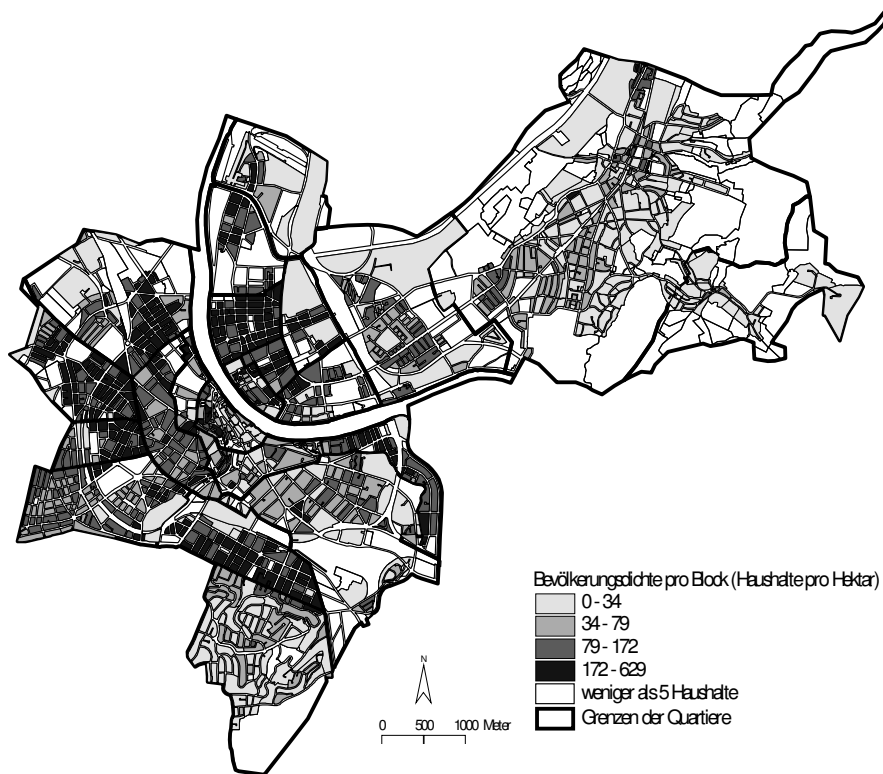 Bevölkerungsdichte pro Block (Haushalte pro Hektar)
0 - 34
34 - 79
79 - 172
172 - 629
weniger als 5 Haushalte
Grenzen der Quartiere
N
0 500 1000 Meter